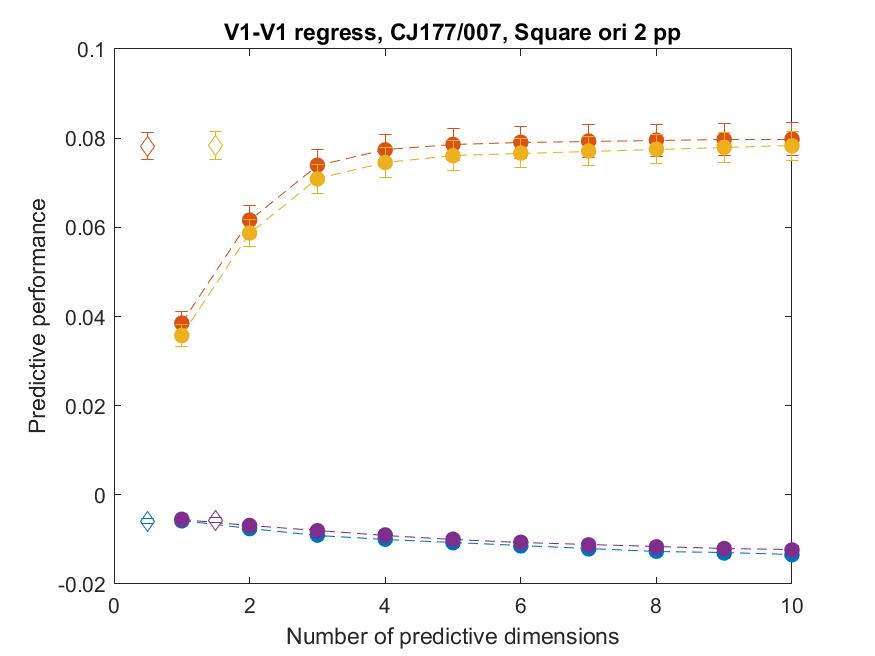 V1-V1 regress, CJ177/007, Square ori 2 pp
0.1
0.08
0.06
0.04
0.02
0
-0.02
Predictive performance
0 2 4 6 8 10
Number of predictive dimensions